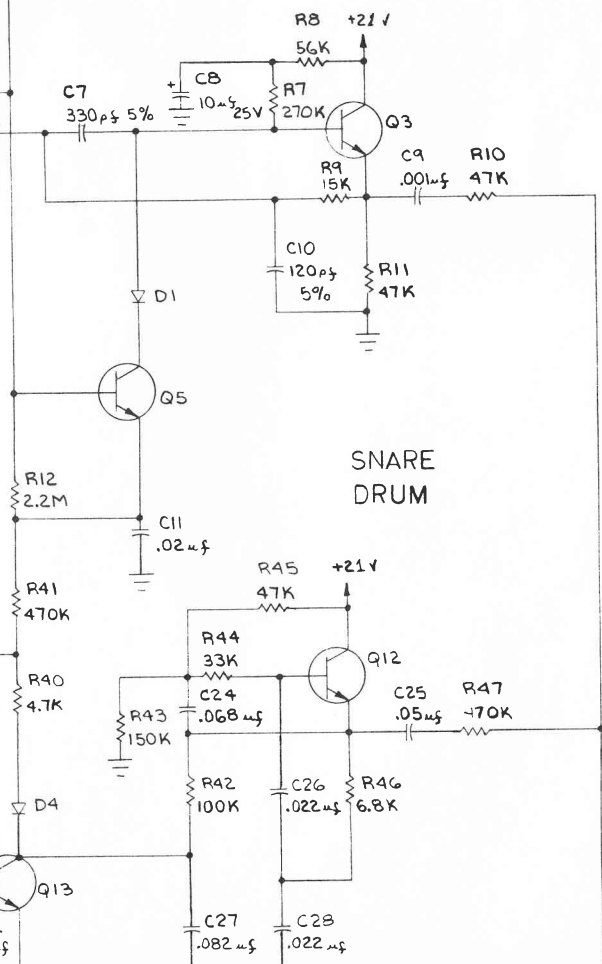 R8
+21V
56K
C8
+
10uf
25V
R7
270K
C7
330pf 5%
Q3
R9
15K
C9
.001uf
R10
47K
C10
120pf
5%
R11
47K
D1
Q5
SNARE
DRUM
R12
2.2M
C11
.02uf
R41
470K
R45
47K
+21V
R44
33K
Q12
R40
4.7K
C24
.068uf
R43
150K
C25
.05uf
R47
470K
R42
100K
C26
.022uf
R46
6.8K
D4
Q13
C27
.082uf
C28
.022uf